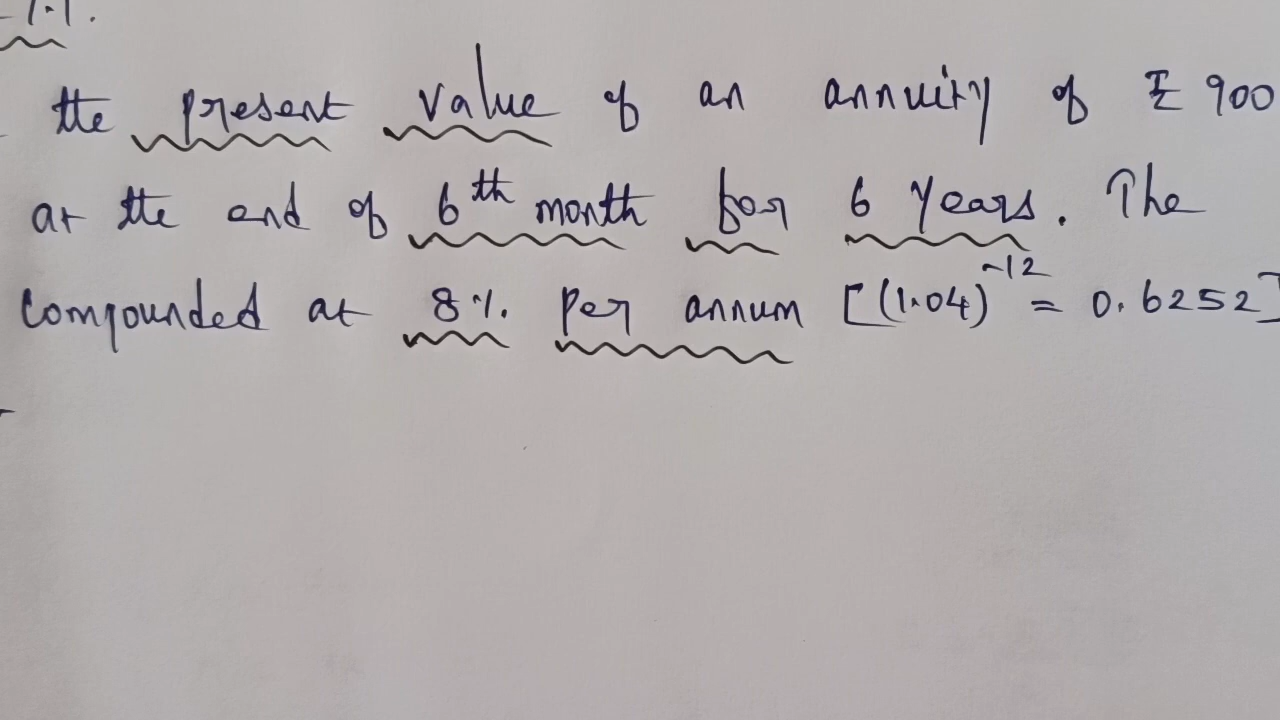 the present value of an annuity of ₹ 900
at the end of 6th month for 6 years. The
compounded at 8%. per annum [(1.04)^-12 = 0.6252]